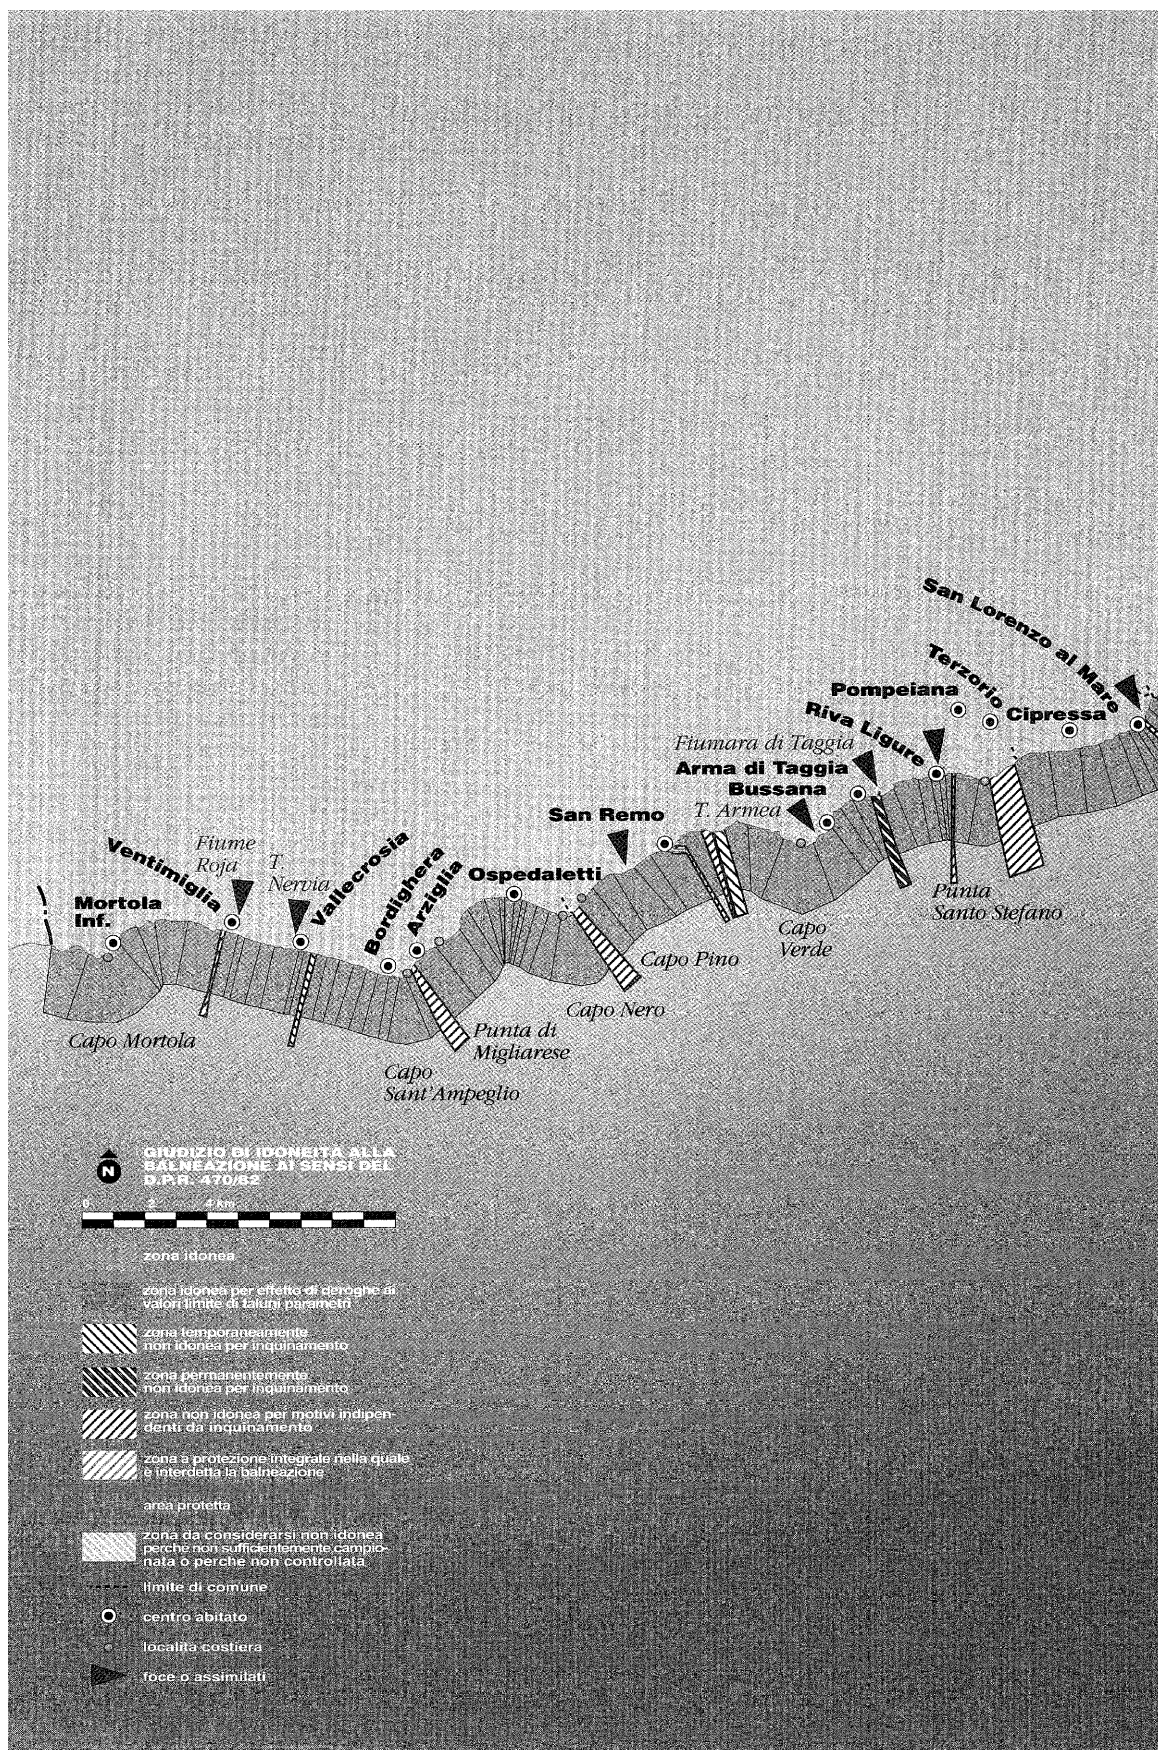 San Lorenzo al Mare
Terzorio
Pompeiana
Riva Ligure
Cipressa
Fiumara di Taggia
Arma di Taggia
Bussana
T. Armea
San Remo
Fiume
Roja
T
Nervia
Ventimiglia
Vallecrosia
Bordighera
Arziglia
Ospedaletti
Mortola
Inf.
Punta
Santo Stefano
Capo
Verde
Capo Pino
Capo Nero
Punta di
Migliarese
Capo Mortola
Capo
Sant'Ampeglio
N
GIUDIZIO DI IDONEITA ALLA
BALNEAZIONE AI SENSI DEL
D.P.R. 470/82
0 2 4 km
zona idonea
zona idonea per effetto di deroghe ai
valori limite di taluni parametri
zona temporaneamente
non idonea per inquinamento
zona permanentemente
non idonea per inquinamento
zona non idonea per motivi indipen-
denti da inquinamento
zona a protezione integrale nella quale
è interdetta la balneazione
area protetta
zona da considerarsi non idonea
perché non sufficientemente campio-
nata o perché non controllata
limite di comune
centro abitato
località costiera
foce o assimilati